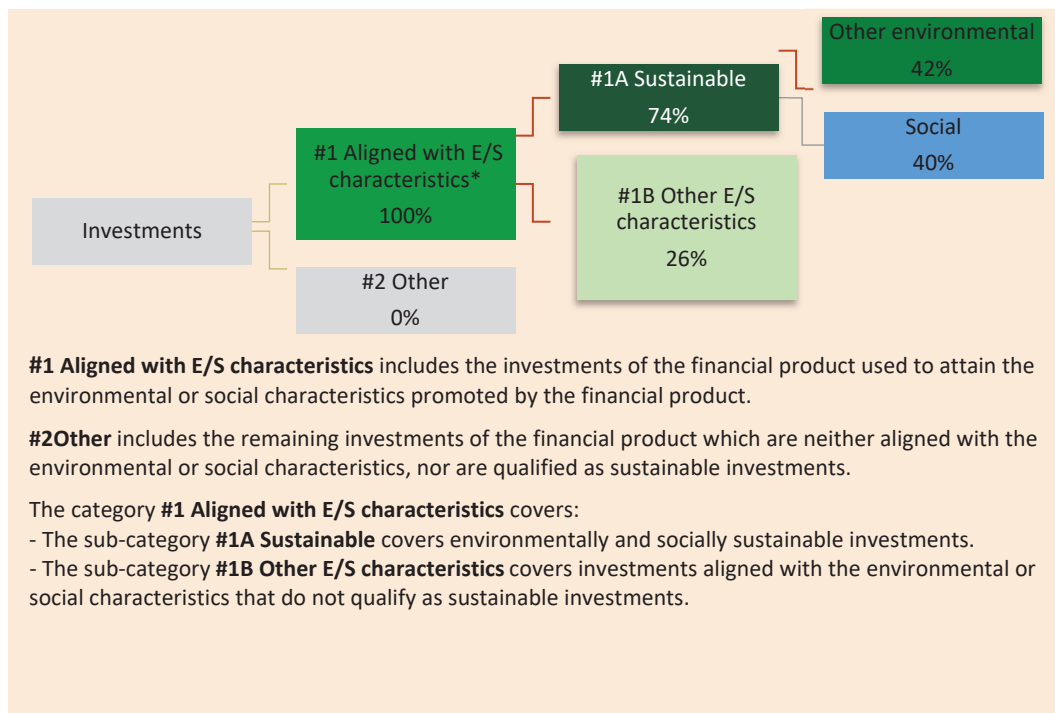 Other environmental
42%
#1A Sustainable
74%
Social
40%
#1 Aligned with E/S
characteristics*
100%
#1B Other E/S
characteristics
26%
Investments
#2 Other
0%
#1 Aligned with E/S characteristics includes the investments of the financial product used to attain the
environmental or social characteristics promoted by the financial product.
#2Other includes the remaining investments of the financial product which are neither aligned with the
environmental or social characteristics, nor are qualified as sustainable investments.
The category #1 Aligned with E/S characteristics covers:
- The sub-category #1A Sustainable covers environmentally and socially sustainable investments.
- The sub-category #1B Other E/S characteristics covers investments aligned with the environmental or
social characteristics that do not qualify as sustainable investments.